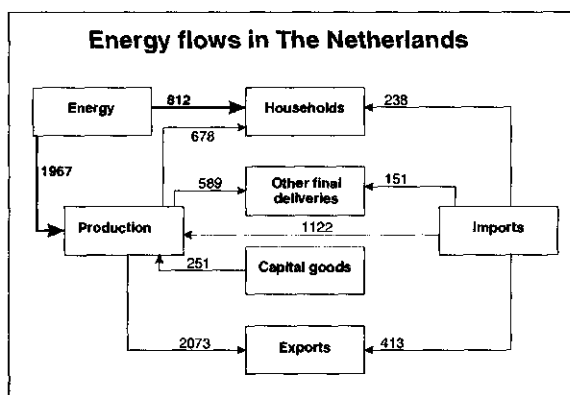 Energy flows in The Netherlands
Energy
812
Households
238
678
1967
589
Other final
deliveries
151
Production
1122
Imports
251
Capital goods
2073
Exports
413